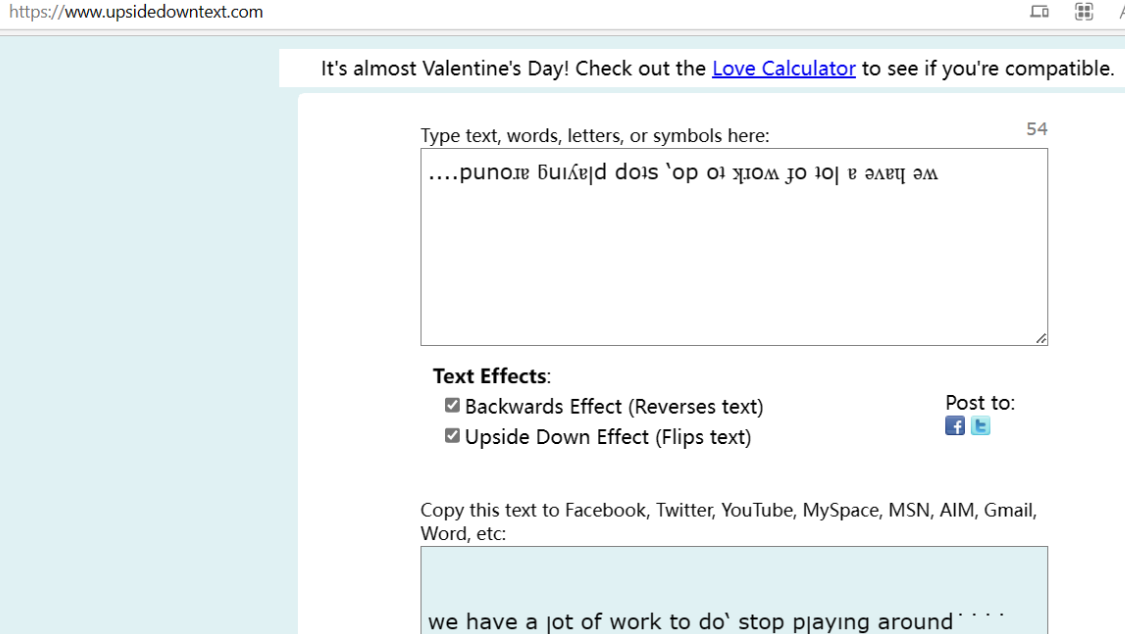 https://www.upsidedowntext.com
It's almost Valentine's Day! Check out the Love Calculator to see if you're compatible.
54
Type text, words, letters, or symbols here:
....punoɹɐ ƃuıʎɐןd doʇs ‛op oʇ ʞɹoʍ ɟo ʇoן ɐ ǝʌɐɥ ǝʍ
Text Effects:
Backwards Effect (Reverses text)
Upside Down Effect (Flips text)
Post to:
Copy this text to Facebook, Twitter, YouTube, MySpace, MSN, AIM, Gmail,
Word, etc:
we have a ןot of work to do‛ stop pןayıng around˙˙˙˙